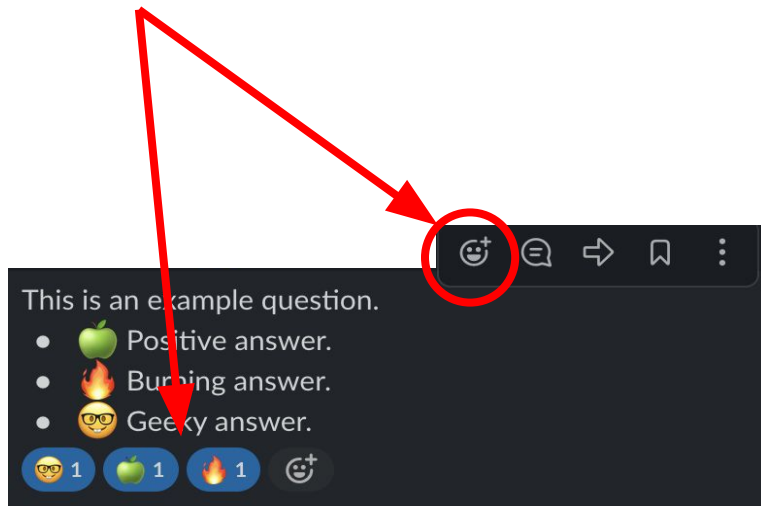 This is an example question.
• 🍏 Positive answer.
• 🔥 Burning answer.
• 🤓 Geeky answer.
🤓 1 🍏 1 🔥 1